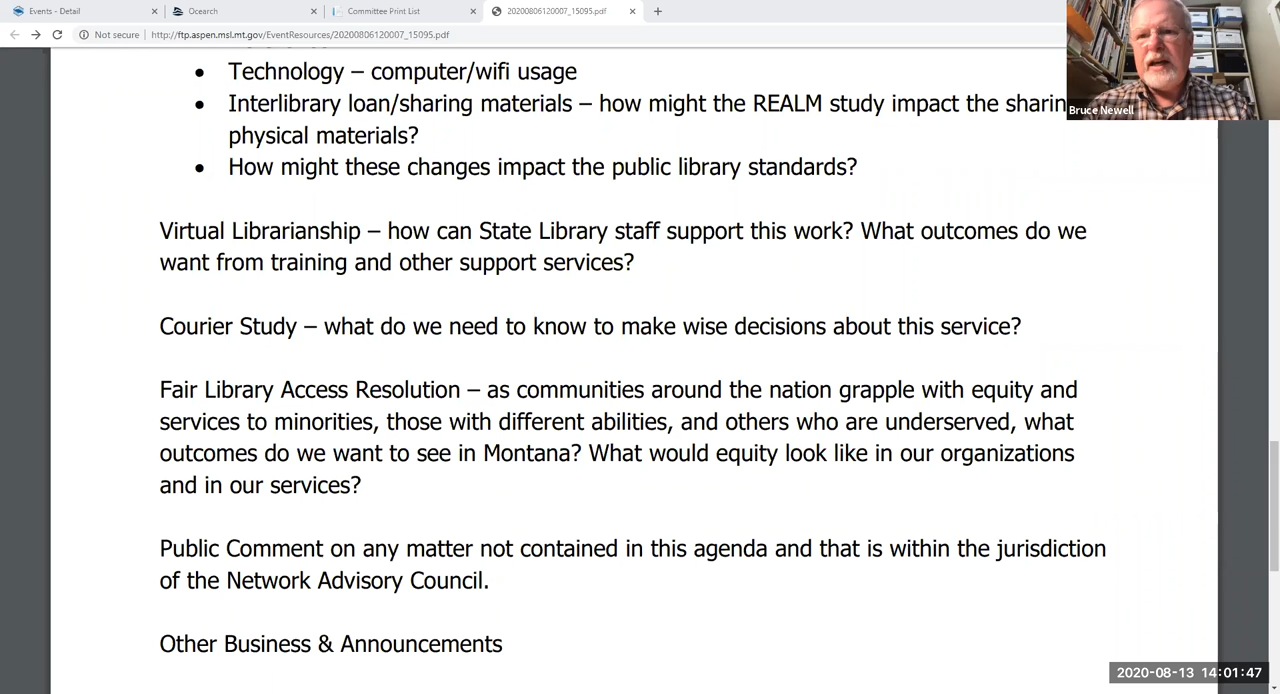 Events - Detail
Ocearch
Committee Print List
20200806120007_15095.pdf
Not secure | http://ftp.aspen.msl.mt.gov/EventResources/20200806120007_15095.pdf
• Technology – computer/wifi usage
• Interlibrary loan/sharing materials – how might the REALM study impact the sharin
physical materials?
• How might these changes impact the public library standards?
Virtual Librarianship – how can State Library staff support this work? What outcomes do we
want from training and other support services?
Courier Study – what do we need to know to make wise decisions about this service?
Fair Library Access Resolution – as communities around the nation grapple with equity and
services to minorities, those with different abilities, and others who are underserved, what
outcomes do we want to see in Montana? What would equity look like in our organizations
and in our services?
Public Comment on any matter not contained in this agenda and that is within the jurisdiction
of the Network Advisory Council.
Other Business & Announcements
Bruce Newell
2020-08-13 14:01:47